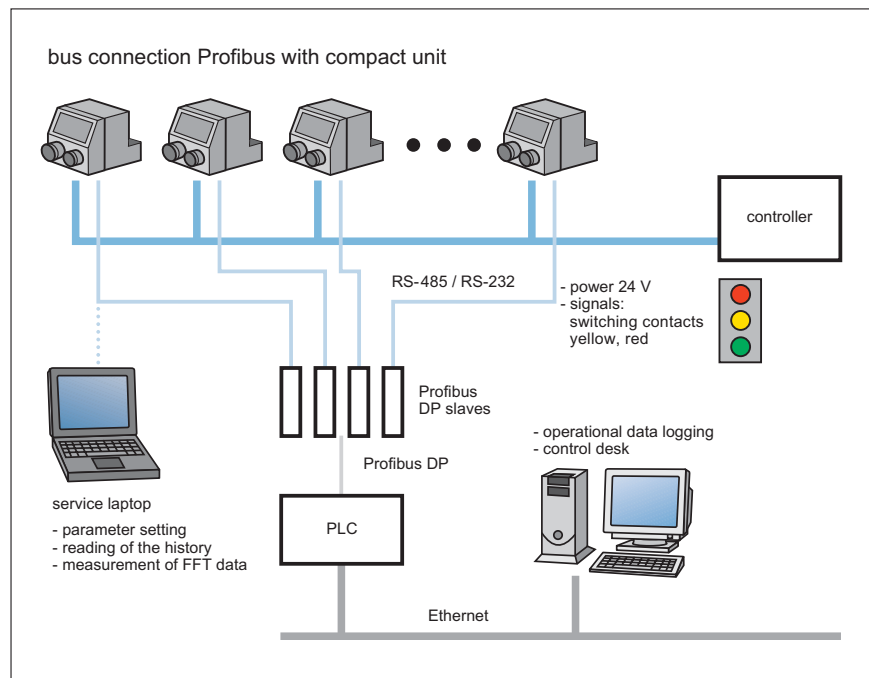 bus connection Profibus with compact unit
controller
RS-485 / RS-232
- power 24 V
- signals:
switching contacts
yellow, red
Profibus
DP slaves
- operational data logging
- control desk
Profibus DP
service laptop
- parameter setting
- reading of the history
- measurement of FFT data
PLC
Ethernet